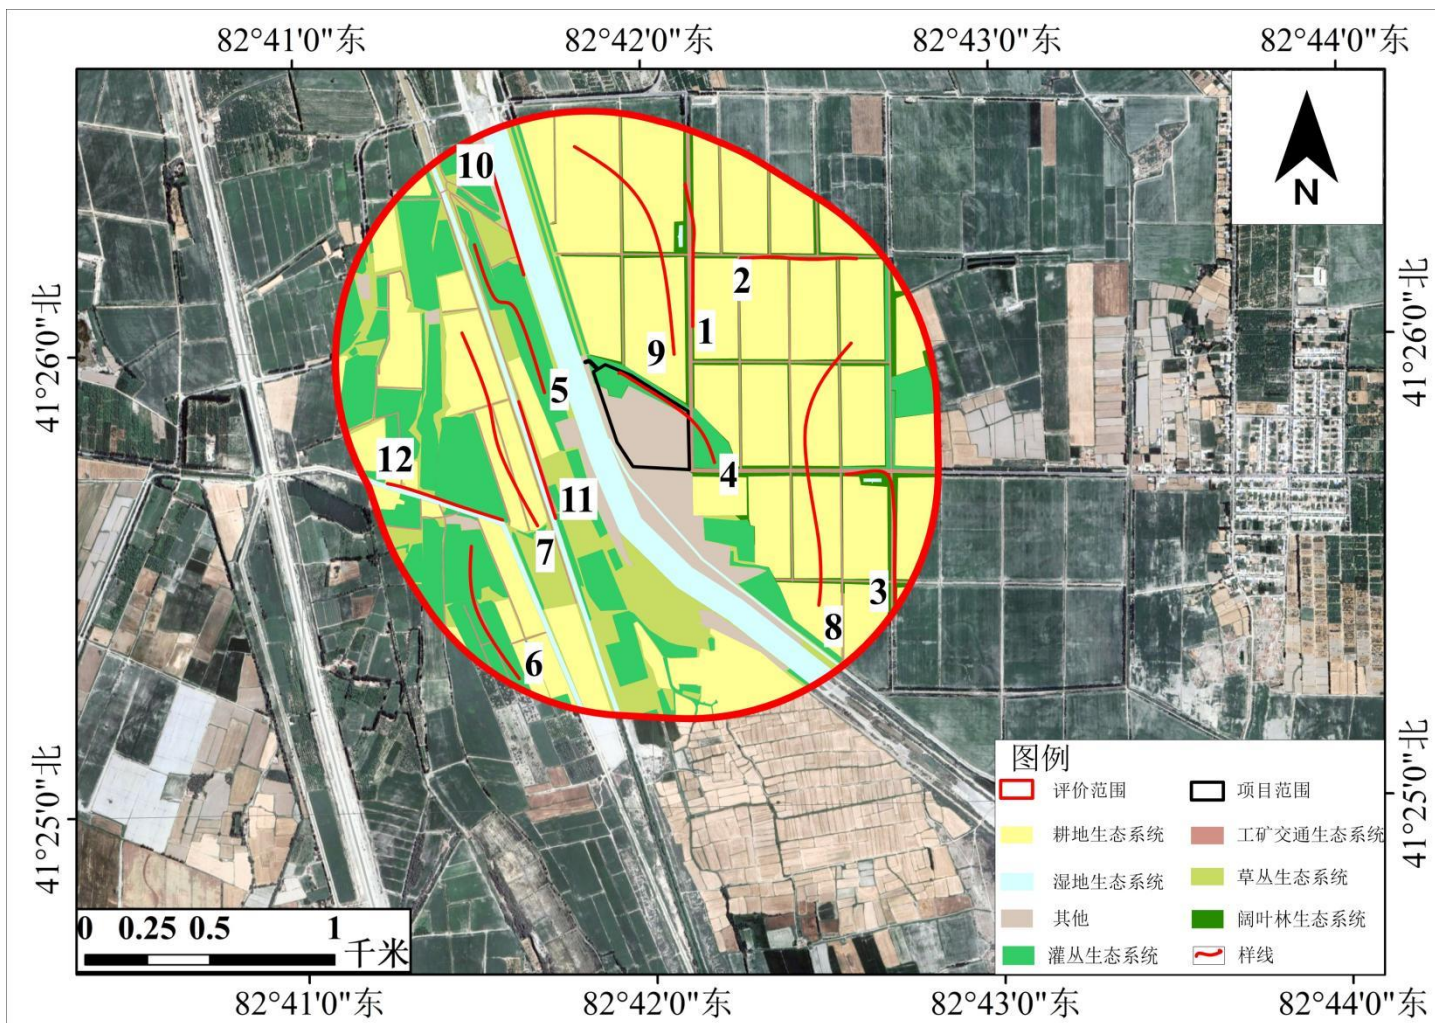 82°41'0"东 82°42'0"东 82°43'0"东 82°44'0"东
N
10
2
1
9
41°26'0"北
41°26'0"北
5
12
4
11
7
3
8
6
41°25'0"北
41°25'0"北
图例
评价范围 项目范围
耕地生态系统 工矿交通生态系统
湿地生态系统 草丛生态系统
其他 阔叶林生态系统
灌丛生态系统 样线
0 0.25 0.5 1
千米
82°41'0"东 82°42'0"东 82°43'0"东 82°44'0"东